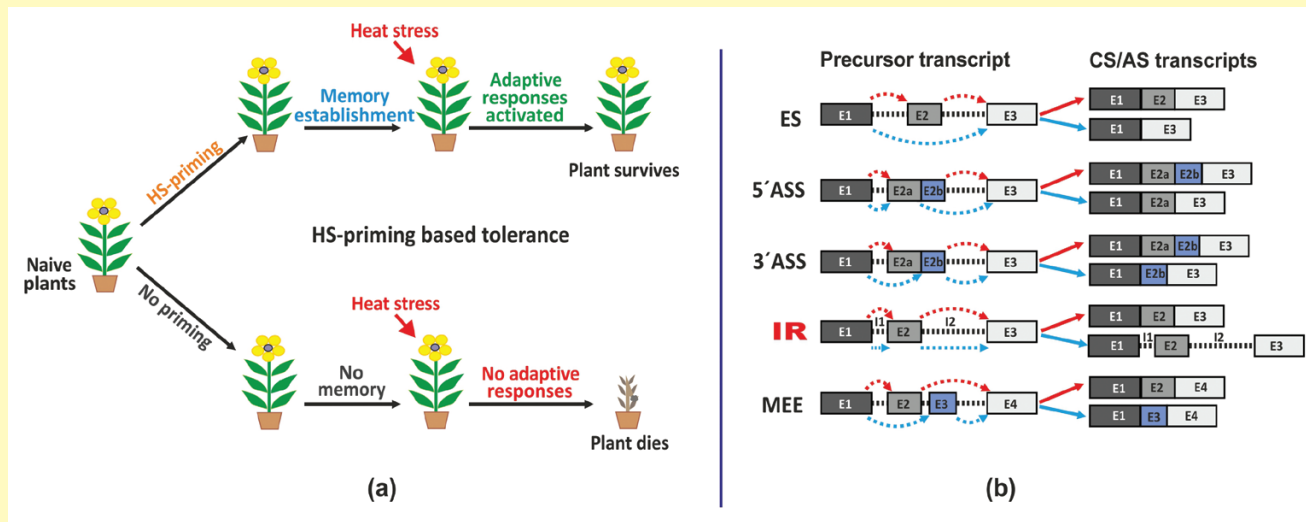 Heat stress
Memory
establishment
Adaptive
responses
activated
Plant survives
HS-priming
HS-priming based tolerance
Naive
plants
No priming
Heat stress
No
memory
No adaptive
responses
Plant dies
(a)
Precursor transcript
CS/AS transcripts
ES
E1 E2 E3
E1 E2 E3
E1 E3
5´ASS
E1 E2a E2b E3
E1 E2a E2b E3
E1 E2a E3
3´ASS
E1 E2a E2b E3
E1 E2a E2b E3
E1 E2b E3
IR
E1 I1 E2 I2 E3
E1 E2 E3
E1 I1 E2 I2 E3
MEE
E1 E2 E3 E4
E1 E2 E4
E1 E3 E4
(b)